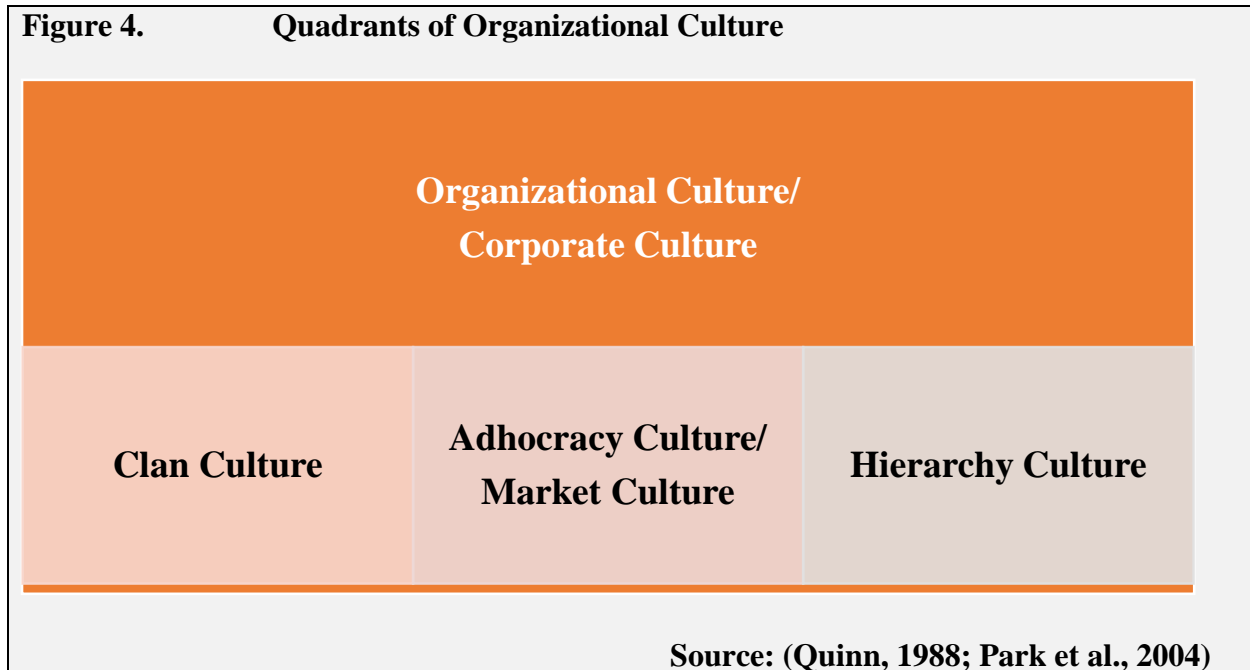 Figure 4. Quadrants of Organizational Culture
Organizational Culture/
Corporate Culture
Clan Culture
Adhocracy Culture/
Market Culture
Hierarchy Culture
Source: (Quinn, 1988; Park et al., 2004)